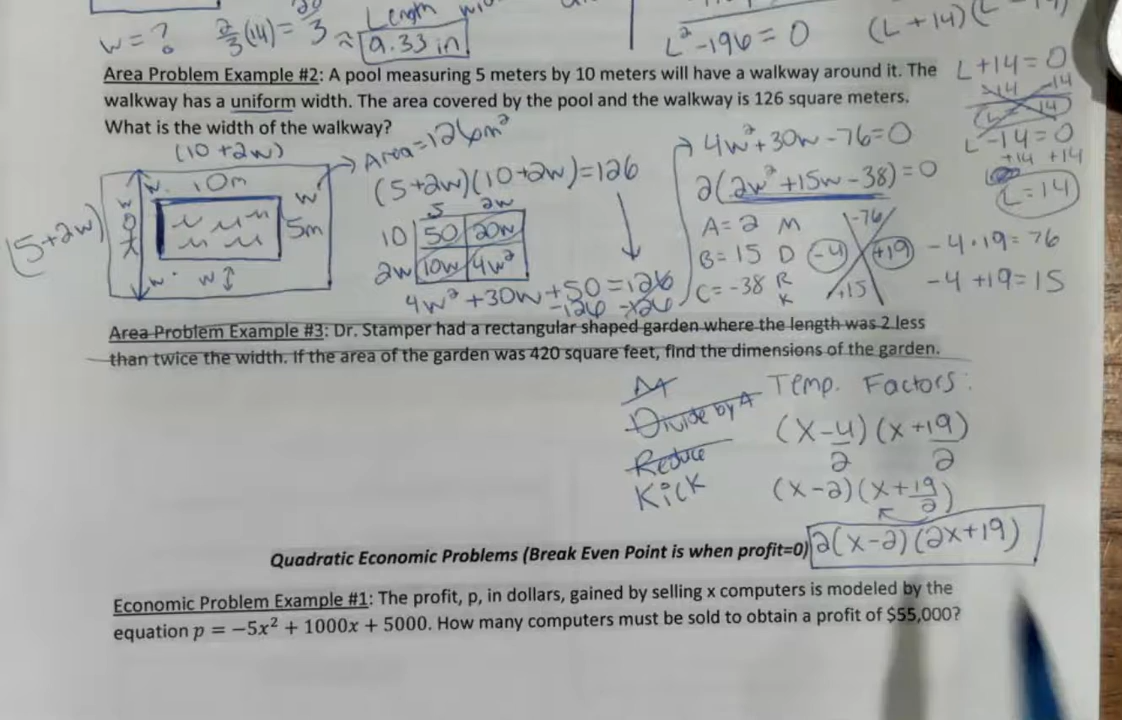 w = ? 2/3(14) = 20/3 ≈ 9.33 in
Length
L² - 196 = 0
(L + 14)(L - 14)
L + 14 = 0
-14 -14
L - 14 = 0
+14 +14
L = 14
Area Problem Example #2: A pool measuring 5 meters by 10 meters will have a walkway around it. The
walkway has a uniform width. The area covered by the pool and the walkway is 126 square meters.
What is the width of the walkway?
(10 + 2w)
Area = 126m²
(5 + 2w)
w
10m
w
5m
w
w
w
(5 + 2w)(10 + 2w) = 126
5 2w
10 50 20w
2w 10w 4w²
4w² + 30w + 50 = 126
-126 -126
4w² + 30w - 76 = 0
2(2w² + 15w - 38) = 0
A = 2 M
B = 15 D
C = -38 R
K
-76
-4 +19
+15
-4 · 19 = 76
-4 + 19 = 15
Area Problem Example #3: Dr. Stamper had a rectangular shaped garden where the length was 2 less
than twice the width. If the area of the garden was 420 square feet, find the dimensions of the garden.
Divide by A
Reduce
Kick
Temp. Factors:
(x - 4/2)(x + 19/2)
(x - 2)(x + 19/2)
2(x - 2)(2x + 19)
Quadratic Economic Problems (Break Even Point is when profit=0)
Economic Problem Example #1: The profit, p, in dollars, gained by selling x computers is modeled by the
equation p = −5x² + 1000x + 5000. How many computers must be sold to obtain a profit of $55,000?